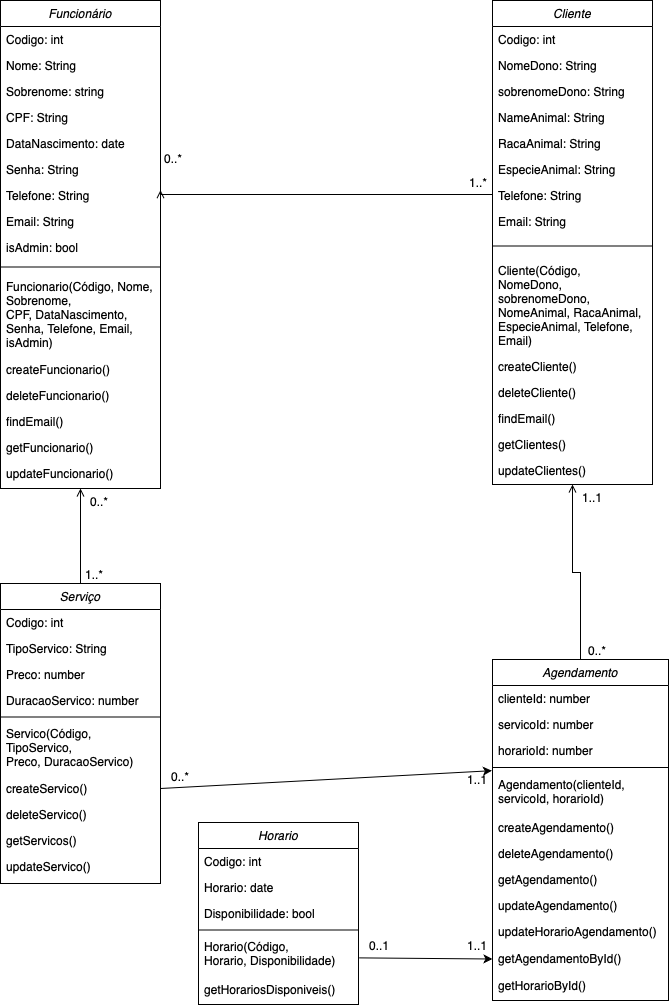 Funcionário
Codigo: int
Nome: String
Sobrenome: string
CPF: String
DataNascimento: date
Senha: String
Telefone: String
Email: String
isAdmin: bool
Funcionario(Código, Nome,
Sobrenome,
CPF, DataNascimento,
Senha, Telefone, Email,
isAdmin)
createFuncionario()
deleteFuncionario()
findEmail()
getFuncionario()
updateFuncionario()
0..*
1..*
Cliente
Codigo: int
NomeDono: String
sobrenomeDono: String
NameAnimal: String
RacaAnimal: String
EspecieAnimal: String
Telefone: String
Email: String
Cliente(Código,
NomeDono,
sobrenomeDono,
NomeAnimal, RacaAnimal,
EspecieAnimal, Telefone,
Email)
createCliente()
deleteCliente()
findEmail()
getClientes()
updateClientes()
0..*
1..*
1..1
0..*
Serviço
Codigo: int
TipoServico: String
Preco: number
DuracaoServico: number
Servico(Código,
TipoServico,
Preco, DuracaoServico)
createServico()
deleteServico()
getServicos()
updateServico()
0..*
1..1
Agendamento
clienteId: number
servicoId: number
horarioId: number
Agendamento(clienteId,
servicoId, horarioId)
createAgendamento()
deleteAgendamento()
getAgendamento()
updateAgendamento()
updateHorarioAgendamento()
getAgendamentoById()
getHorarioById()
Horario
Codigo: int
Horario: date
Disponibilidade: bool
Horario(Código,
Horario, Disponibilidade)
getHorariosDisponiveis()
0..1
1..1